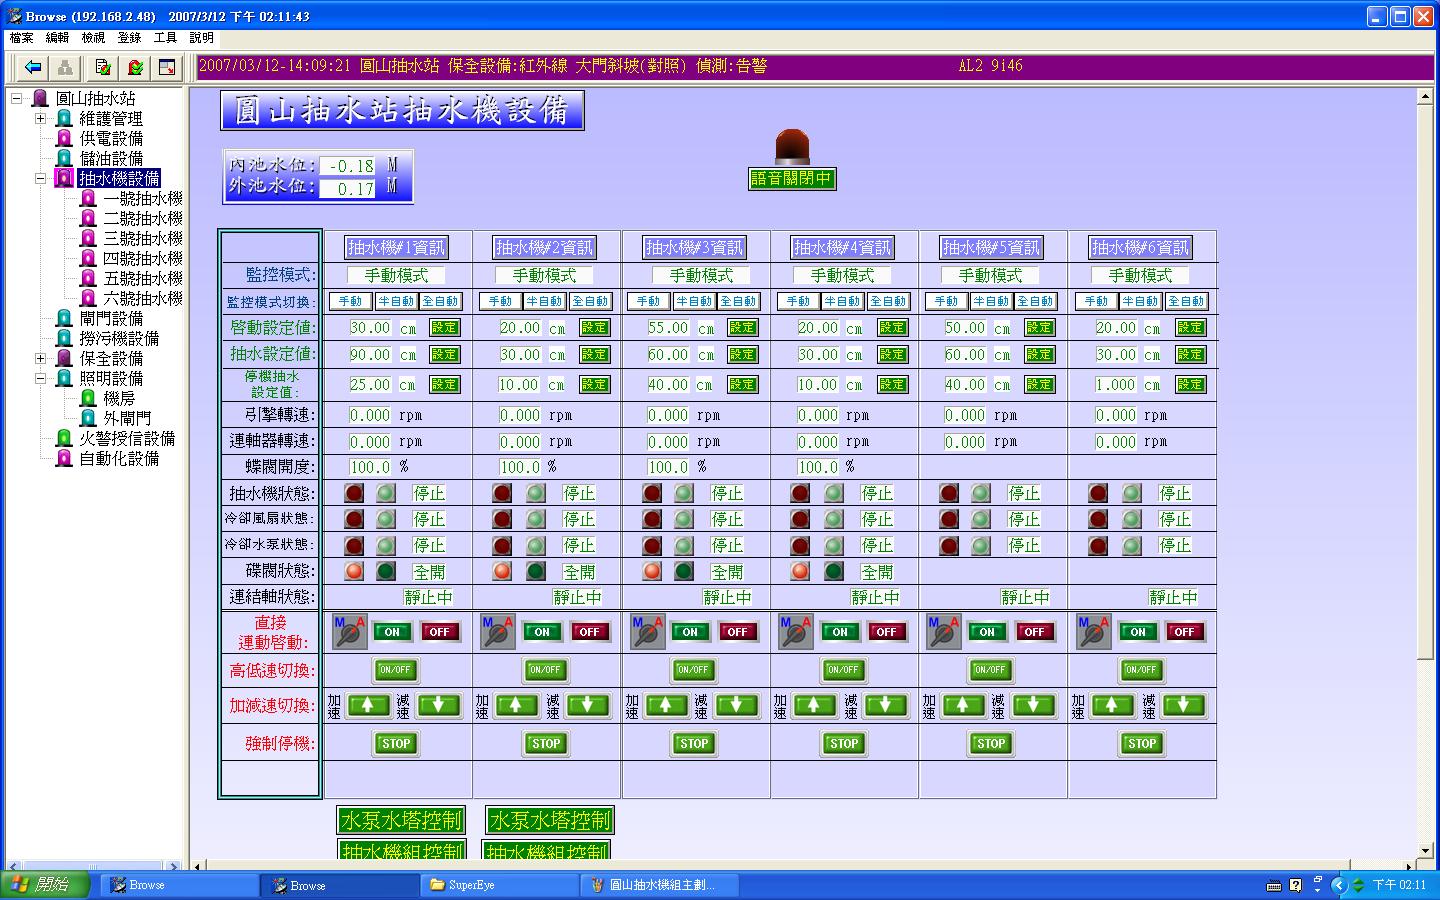 Browse (192.168.2.48) 2007/3/12 下午 02:11:43
檔案 編輯 檢視 登錄 工具 說明
2007/03/12-14:09:21 圓山抽水站 保全設備:紅外線 大門斜坡(對照) 偵測:告警 AL2 9146
圓山抽水站
維護管理
供電設備
儲油設備
抽水機設備
一號抽水機
二號抽水機
三號抽水機
四號抽水機
五號抽水機
六號抽水機
閘門設備
撈污機設備
保全設備
照明設備
機房
外閘門
火警授信設備
自動化設備
圓山抽水站抽水機設備
內池水位: -0.18 M
外池水位: 0.17 M
語音關閉中
抽水機#1資訊 抽水機#2資訊 抽水機#3資訊 抽水機#4資訊 抽水機#5資訊 抽水機#6資訊
監控模式: 手動模式 手動模式 手動模式 手動模式 手動模式 手動模式
監控模式切換: 手動 半自動 全自動 手動 半自動 全自動 手動 半自動 全自動 手動 半自動 全自動 手動 半自動 全自動 手動 半自動 全自動
啓動設定值: 30.00 cm 設定 20.00 cm 設定 55.00 cm 設定 20.00 cm 設定 50.00 cm 設定 20.00 cm 設定
抽水設定值: 90.00 cm 設定 30.00 cm 設定 60.00 cm 設定 30.00 cm 設定 60.00 cm 設定 30.00 cm 設定
停機抽水
設定值: 25.00 cm 設定 10.00 cm 設定 40.00 cm 設定 10.00 cm 設定 40.00 cm 設定 1.000 cm 設定
引擎轉速: 0.000 rpm 0.000 rpm 0.000 rpm 0.000 rpm 0.000 rpm 0.000 rpm
連軸器轉速: 0.000 rpm 0.000 rpm 0.000 rpm 0.000 rpm 0.000 rpm 0.000 rpm
蝶閥開度: 100.0 % 100.0 % 100.0 % 100.0 %
抽水機狀態: 停止 停止 停止 停止 停止 停止
冷卻風扇狀態: 停止 停止 停止 停止 停止 停止
冷卻水泵狀態: 停止 停止 停止 停止 停止 停止
碟閥狀態: 全開 全開 全開 全開
連結軸狀態: 靜止中 靜止中 靜止中 靜止中 靜止中 靜止中
直接
連動啓動: M A ON OFF M A ON OFF M A ON OFF M A ON OFF M A ON OFF M A ON OFF
高低速切換: ON/OFF ON/OFF ON/OFF ON/OFF ON/OFF ON/OFF
加減速切換: 加速 減速 加速 減速 加速 減速 加速 減速 加速 減速 加速 減速
強制停機: STOP STOP STOP STOP STOP STOP
水泵水塔控制 水泵水塔控制
抽水機組控制 抽水機組控制
開始 Browse Browse SuperEye 圓山抽水機組主劃... 下午 02:11